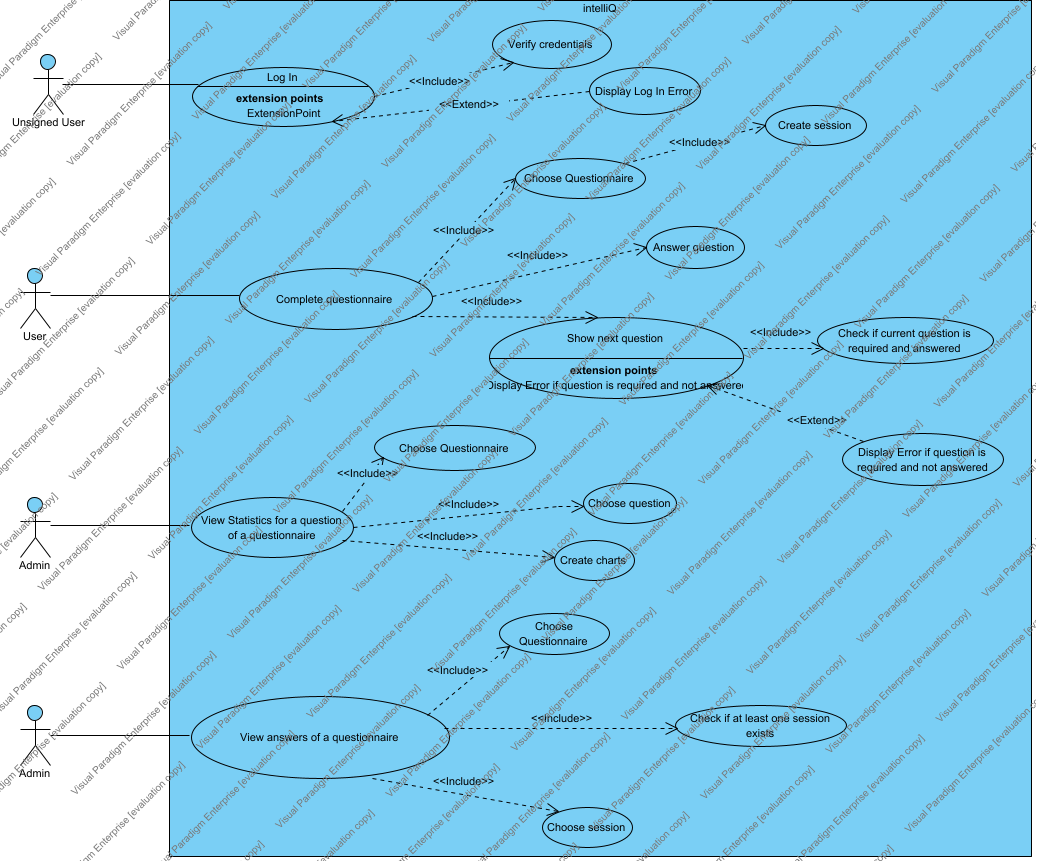 intelliQ
Verify credentials
Log In
<<Include>>
Display Log In Error
extension points
<<Extend>>
ExtensionPoint
Unsigned User
Create session
<<Include>>
Choose Questionnaire
<<Include>>
Answer question
<<Include>>
Complete questionnaire
<<Include>>
User
Show next question
<<Include>>
Check if current question is
required and answered
extension points
Display Error if question is required and not answered
<<Extend>>
Choose Questionnaire
Display Error if question is
required and not answered
<<Include>>
<<Include>>
Choose question
View Statistics for a question
of a questionnaire
<<Include>>
Create charts
Admin
Choose
Questionnaire
<<Include>>
<<Include>>
Check if at least one session
exists
View answers of a questionnaire
Admin
<<Include>>
Choose session
Visual Paradigm Enterprise [evaluation copy]